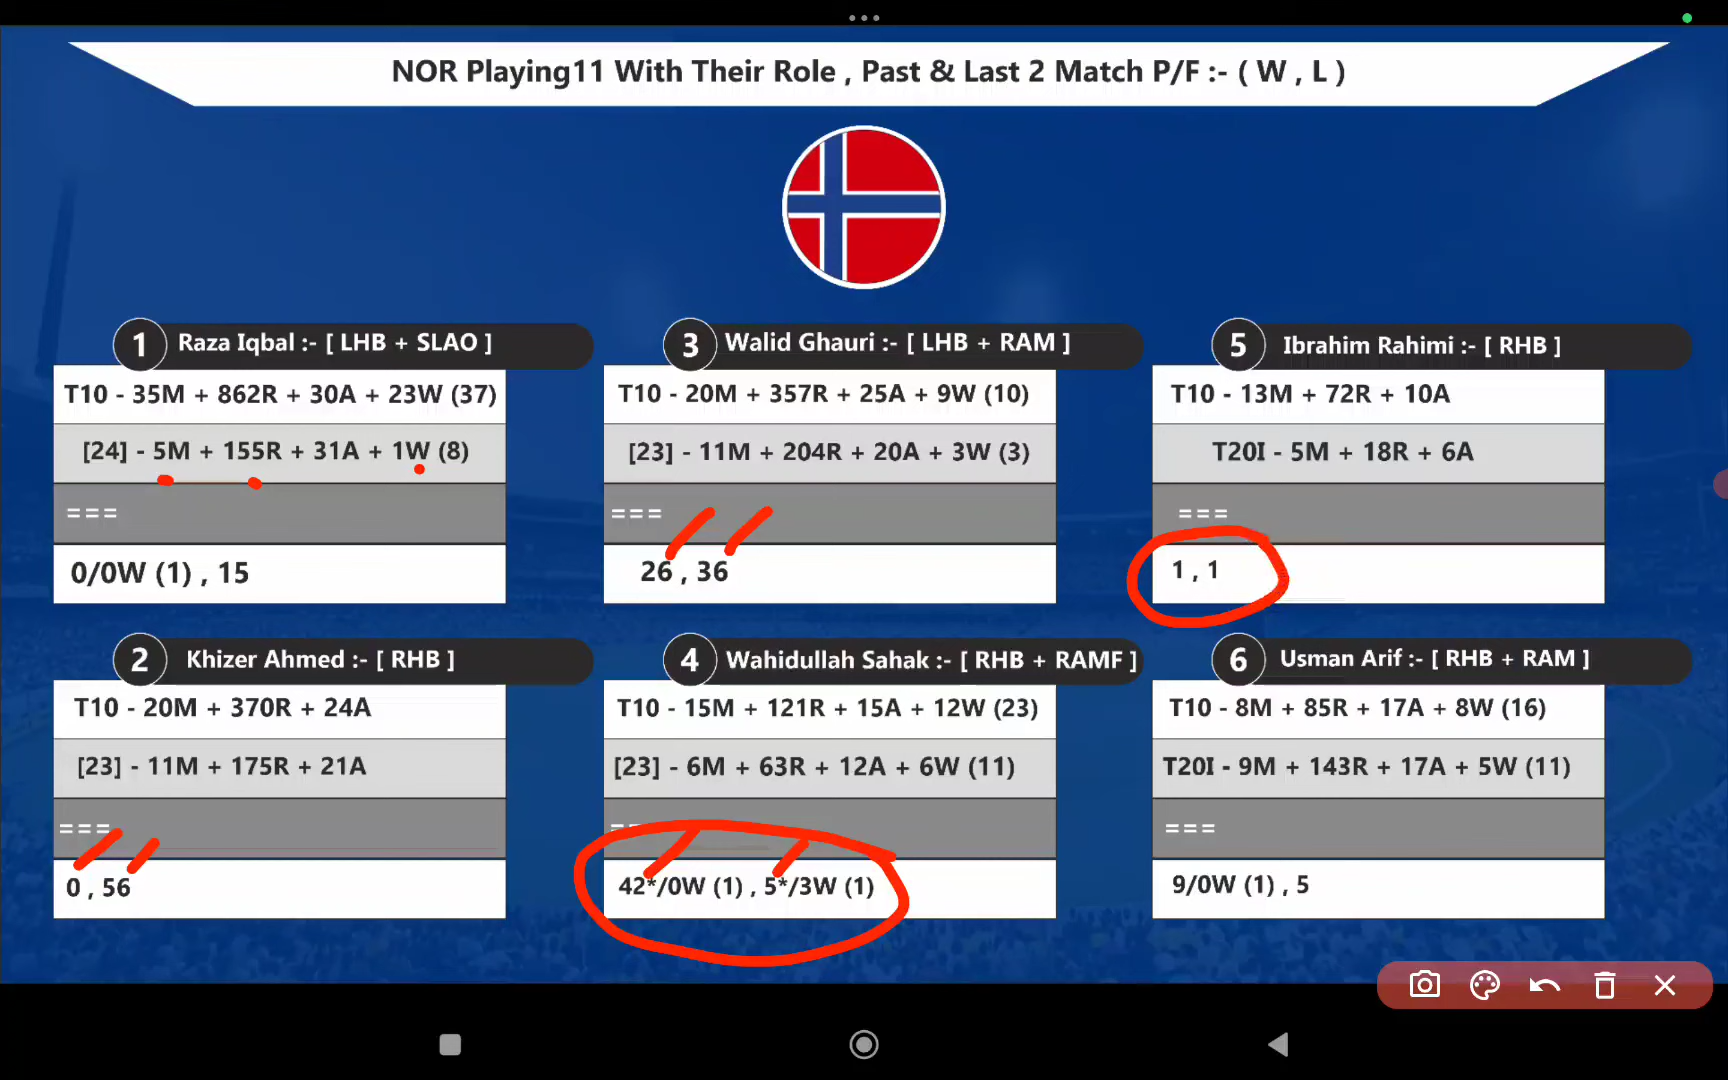 NOR Playing11 With Their Role , Past & Last 2 Match P/F :- ( W , L )
1 Raza Iqbal :- [ LHB + SLAO ]
T10 - 35M + 862R + 30A + 23W (37)
[24] - 5M + 155R + 31A + 1W (8)
===
0/0W (1) , 15
2 Khizer Ahmed :- [ RHB ]
T10 - 20M + 370R + 24A
[23] - 11M + 175R + 21A
===
0 , 56
3 Walid Ghauri :- [ LHB + RAM ]
T10 - 20M + 357R + 25A + 9W (10)
[23] - 11M + 204R + 20A + 3W (3)
===
26 , 36
4 Wahidullah Sahak :- [ RHB + RAMF ]
T10 - 15M + 121R + 15A + 12W (23)
[23] - 6M + 63R + 12A + 6W (11)
===
42*/0W (1) , 5*/3W (1)
5 Ibrahim Rahimi :- [ RHB ]
T10 - 13M + 72R + 10A
T20I - 5M + 18R + 6A
===
1 , 1
6 Usman Arif :- [ RHB + RAM ]
T10 - 8M + 85R + 17A + 8W (16)
T20I - 9M + 143R + 17A + 5W (11)
===
9/0W (1) , 5